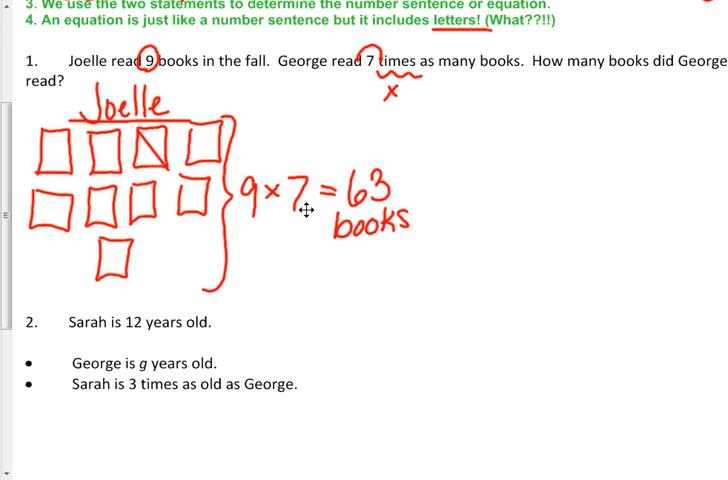 3. We use the two statements to determine the number sentence or equation.
4. An equation is just like a number sentence but it includes letters! (What??!!)
1. Joelle read 9 books in the fall. George read 7 times as many books. How many books did George
read?
x
Joelle
9 x 7 = 63
books
2. Sarah is 12 years old.
• George is g years old.
• Sarah is 3 times as old as George.